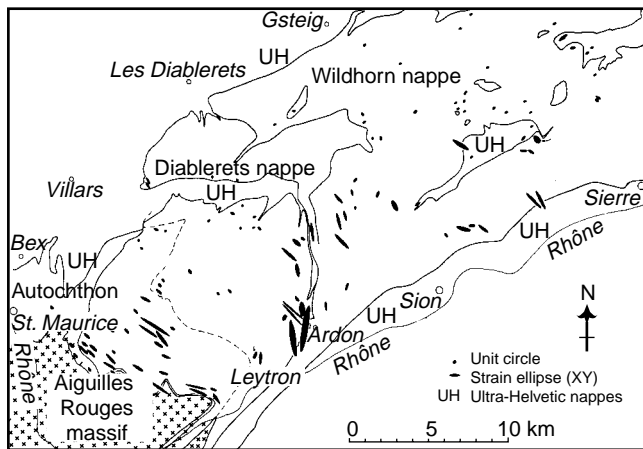 Gsteig
UH
Les Diablerets
Wildhorn nappe
UH
Diablerets nappe
UH
Villars
Sierre
UH
Bex
UH
Rhône
Autochthon
Sion
N
St. Maurice
UH
Ardon
Rhône
Rhône
Leytron
Unit circle
Aiguilles
Rouges
massif
Strain ellipse (XY)
UH Ultra-Helvetic nappes
0 5 10 km